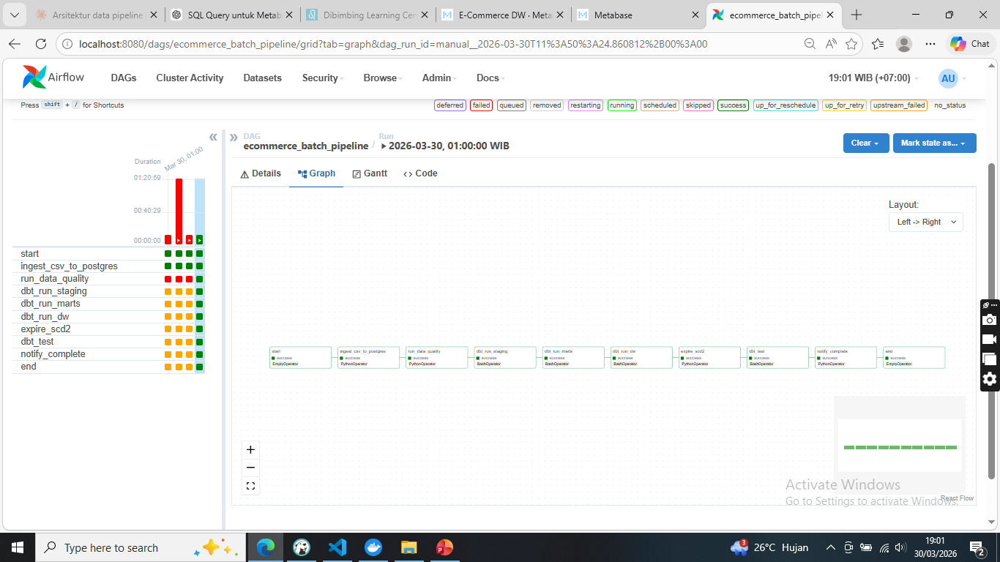 Arsitektur data pipeline
SQL Query untuk Metab
Dibimbing Learning Cen
E-Commerce DW · Meta
Metabase
ecommerce_batch_pipel
localhost:8080/dags/ecommerce_batch_pipeline/grid?tab=graph&dag_run_id=manual__2026-03-30T11%3A50%3A24.860812%2B00%3A00
Chat
Airflow
DAGs
Cluster Activity
Datasets
Security
Browse
Admin
Docs
19:01 WIB (+07:00)
AU
Press shift + / for Shortcuts
deferred
failed
queued
removed
restarting
running
scheduled
skipped
success
up_for_reschedule
up_for_retry
upstream_failed
no_status
DAG
ecommerce_batch_pipeline
/
Run
2026-03-30, 01:00:00 WIB
Clear
Mark state as...
Details
Graph
Gantt
Code
Duration
Mar 30, 01:00
01:20:59
00:40:29
00:00:00
start
ingest_csv_to_postgres
run_data_quality
dbt_run_staging
dbt_run_marts
dbt_run_dw
expire_scd2
dbt_test
notify_complete
end
Layout:
Left -> Right
start
success
EmptyOperator
ingest_csv_to_postgres
success
PythonOperator
run_data_quality
success
PythonOperator
dbt_run_staging
success
BashOperator
dbt_run_marts
success
BashOperator
dbt_run_dw
success
BashOperator
expire_scd2
success
PythonOperator
dbt_test
success
BashOperator
notify_complete
success
PythonOperator
end
success
EmptyOperator
Activate Windows
Go to Settings to activate Windows.
React Flow
Type here to search
3
26°C Hujan
19:01
30/03/2026
2